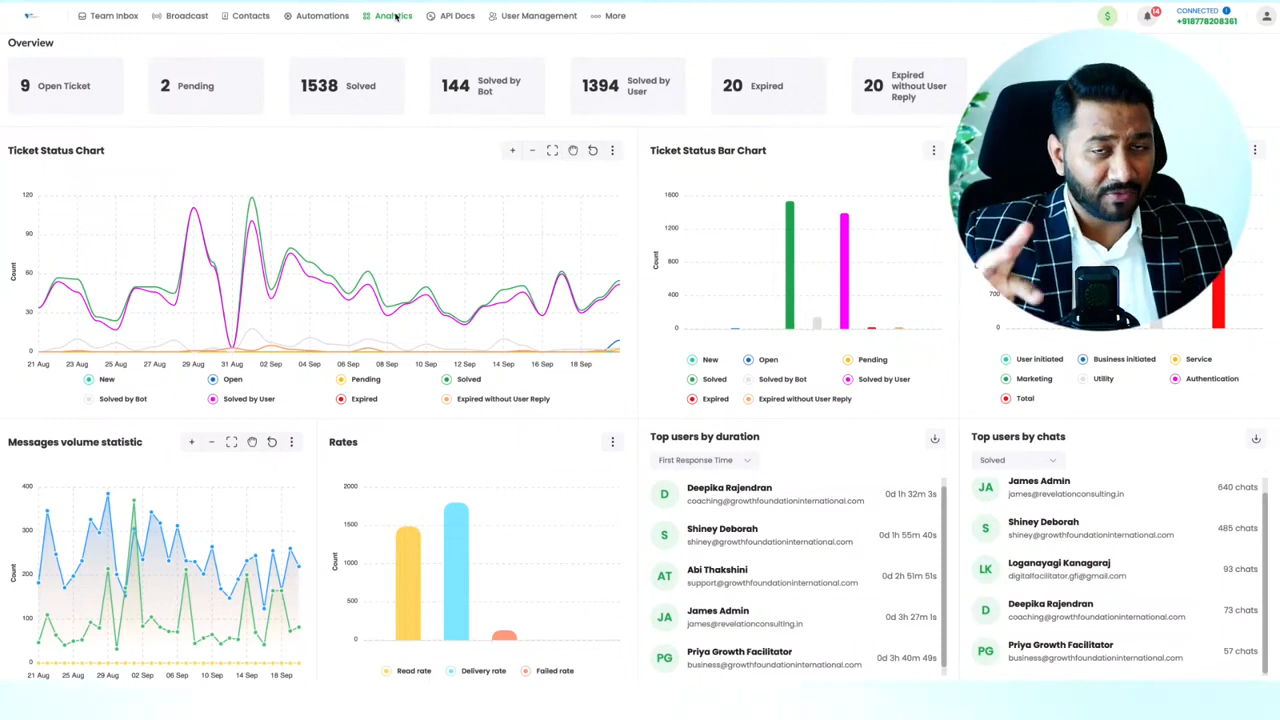 Team Inbox Broadcast Contacts Automations Analytics API Docs User Management More
$ 14 CONNECTED
+918778208361
Overview
9 Open Ticket
2 Pending
1538 Solved
144 Solved by Bot
1394 Solved by User
20 Expired
20 Expired without User Reply
Ticket Status Chart
120
90
60
30
0
Count
21 Aug 23 Aug 25 Aug 27 Aug 29 Aug 31 Aug 02 Sep 04 Sep 06 Sep 08 Sep 10 Sep 12 Sep 14 Sep 16 Sep 18 Sep
New Open Pending Solved
Solved by Bot Solved by User Expired Expired without User Reply
Ticket Status Bar Chart
1600
1200
800
400
0
Count
New Open Pending
Solved Solved by Bot Solved by User
Expired Expired without User Reply
700
0
User initiated Business initiated Service
Marketing Utility Authentication
Total
Messages volume statistic
400
300
200
100
0
Count
21 Aug 25 Aug 29 Aug 02 Sep 06 Sep 10 Sep 14 Sep 18 Sep
Rates
2000
1500
1000
500
0
Count
Read rate Delivery rate Failed rate
Top users by duration
First Response Time
D Deepika Rajendran
coaching@growthfoundationinternational.com 0d 1h 32m 3s
S Shiney Deborah
shiney@growthfoundationinternational.com 0d 1h 55m 40s
AT Abi Thakshini
support@growthfoundationinternational.com 0d 2h 51m 51s
JA James Admin
james@revelationconsulting.in 0d 3h 27m 1s
PG Priya Growth Facilitator
business@growthfoundationinternational.com 0d 3h 40m 49s
Top users by chats
Solved
JA James Admin
james@revelationconsulting.in 640 chats
S Shiney Deborah
shiney@growthfoundationinternational.com 485 chats
LK Loganayagi Kanagaraj
digitalfacilitator.gfi@gmail.com 93 chats
D Deepika Rajendran
coaching@growthfoundationinternational.com 73 chats
PG Priya Growth Facilitator
business@growthfoundationinternational.com 57 chats